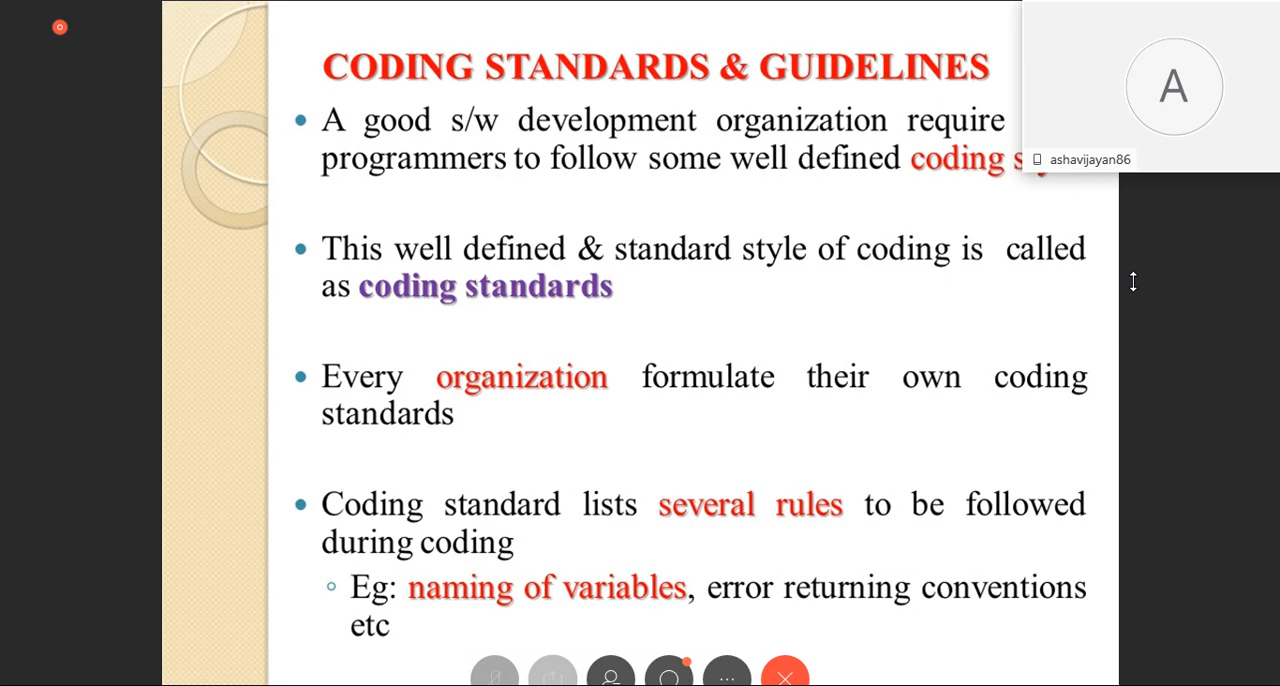 CODING STANDARDS & GUIDELINES
A good s/w development organization require
programmers to follow some well defined coding
This well defined & standard style of coding is called
as coding standards
Every organization formulate their own coding
standards
Coding standard lists several rules to be followed
during coding
Eg: naming of variables, error returning conventions
etc
A
ashavijayan86